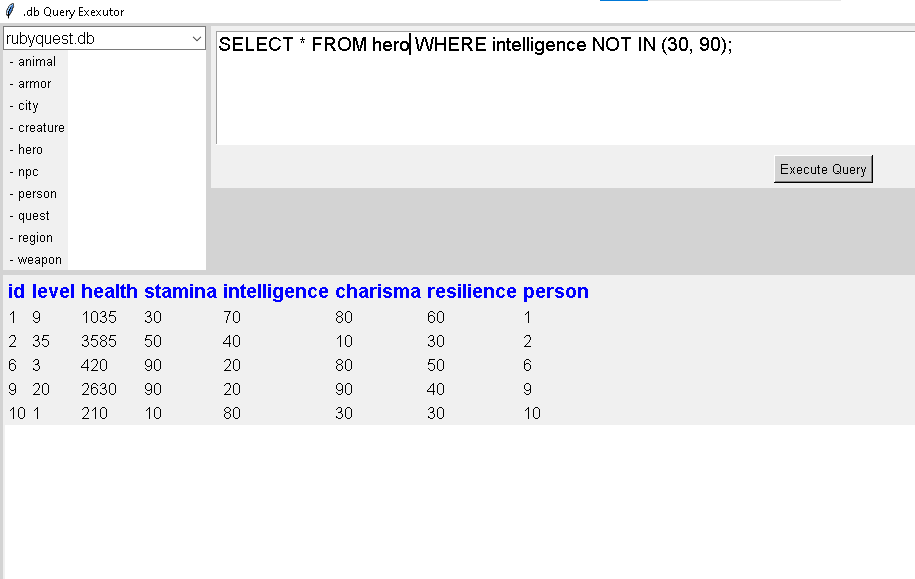 .db Query Exexutor
rubyquest.db
- animal
- armor
- city
- creature
- hero
- npc
- person
- quest
- region
- weapon
SELECT * FROM hero WHERE intelligence NOT IN (30, 90);
Execute Query
id level health stamina intelligence charisma resilience person
1 9 1035 30 70 80 60 1
2 35 3585 50 40 10 30 2
6 3 420 90 20 80 50 6
9 20 2630 90 20 90 40 9
10 1 210 10 80 30 30 10